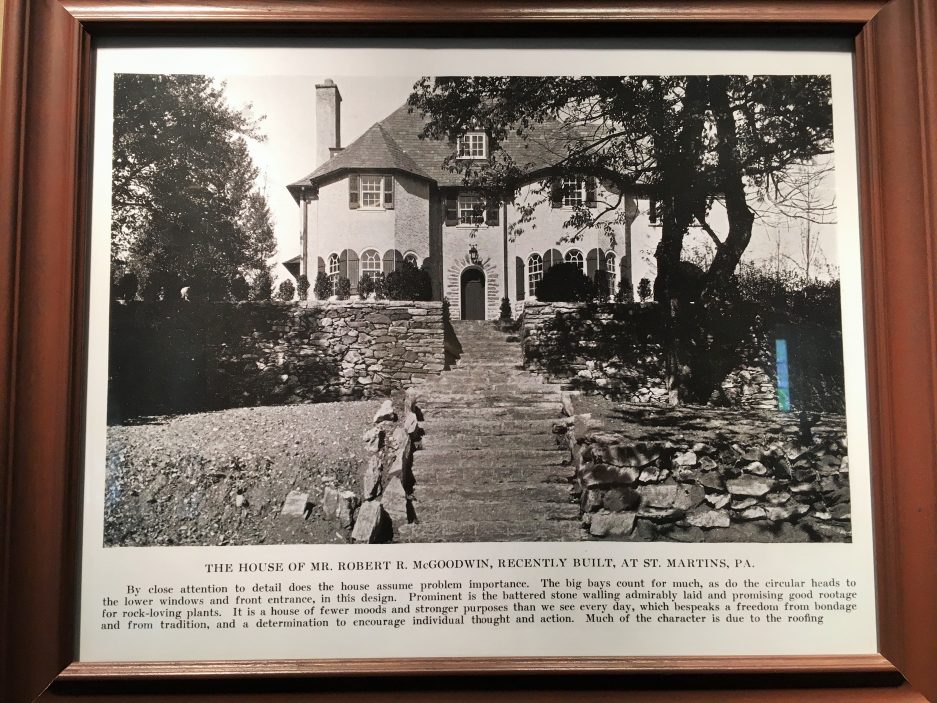 THE HOUSE OF MR. ROBERT R. McGOODWIN, RECENTLY BUILT, AT ST. MARTINS, PA.
By close attention to detail does the house assume problem importance. The big bays count for much, as do the circular heads to
the lower windows and front entrance, in this design. Prominent is the battered stone walling admirably laid and promising good rootage
for rock-loving plants. It is a house of fewer moods and stronger purposes than we see every day, which bespeaks a freedom from bondage
and from tradition, and a determination to encourage individual thought and action. Much of the character is due to the roofing